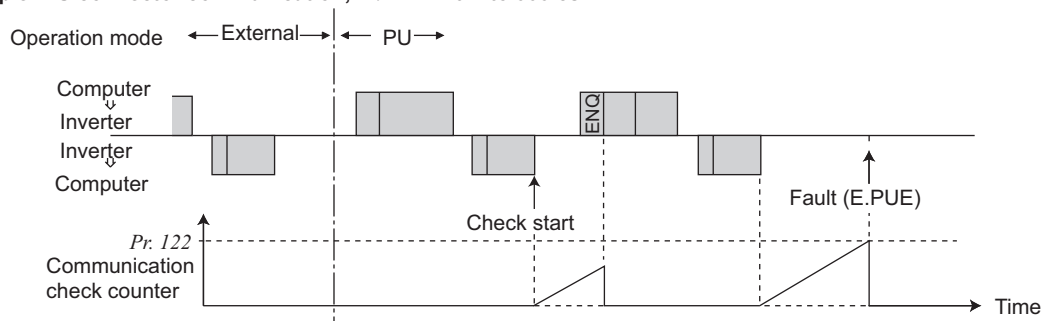 Operation mode
External
PU
Computer
Inverter
Inverter
Computer
ENQ
Check start
Fault (E.PUE)
Pr. 122
Communication
check counter
Time